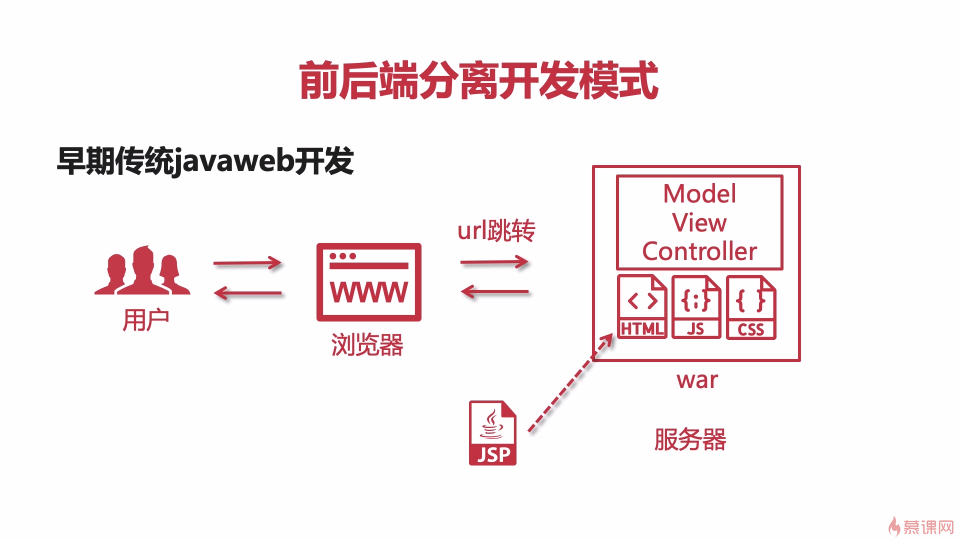 前后端分离开发模式
早期传统javaweb开发
Model
View
Controller
url跳转
WWW
HTML
JS
CSS
用户
浏览器
war
JSP
服务器
慕课网